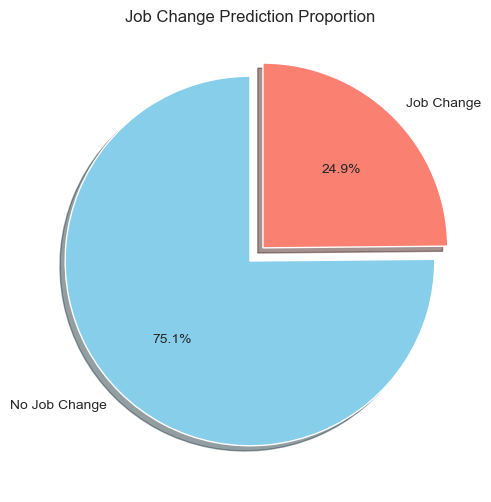 Job Change Prediction Proportion
Job Change
24.9%
75.1%
No Job Change